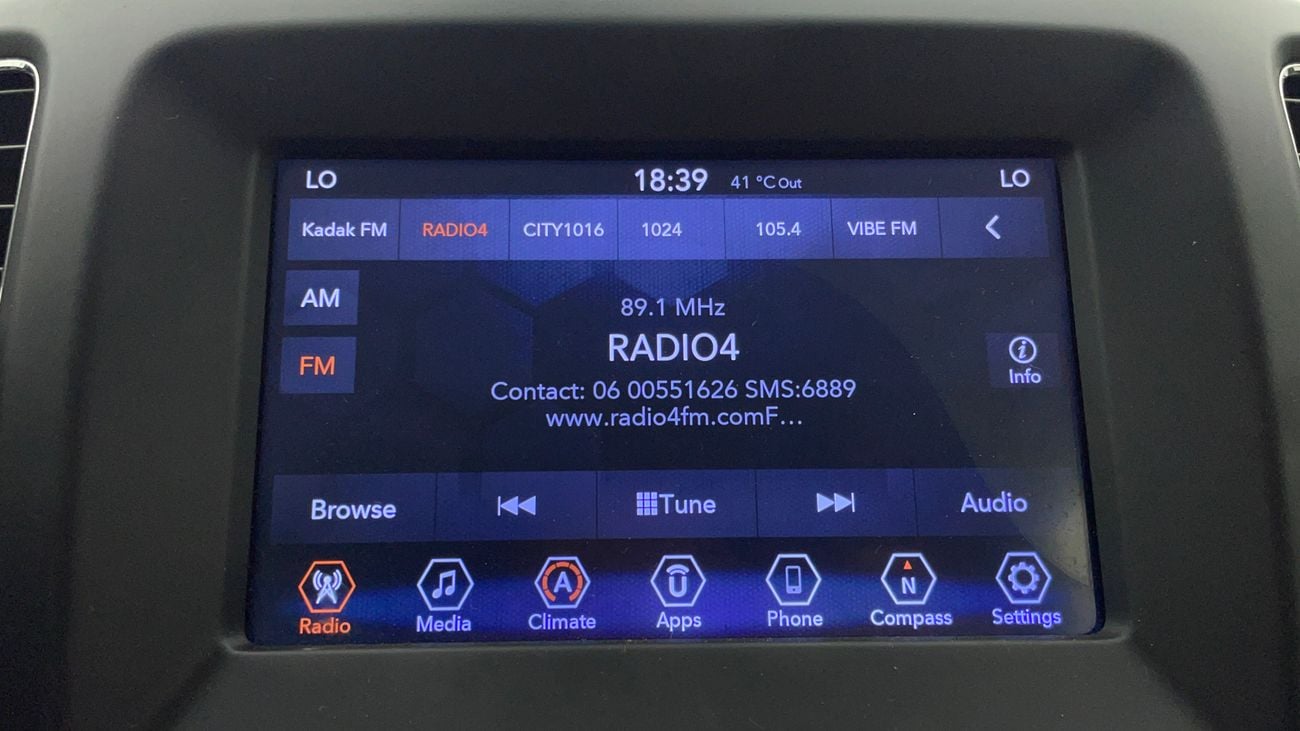 LO 18:39 41 °C Out LO
Kadak FM RADIO4 CITY1016 1024 105.4 VIBE FM
AM
89.1 MHz
RADIO4
FM
Info
Contact: 06 00551626 SMS:6889
www.radio4fm.comF...
Browse Tune Audio
A U N
Radio Media Climate Apps Phone Compass Settings